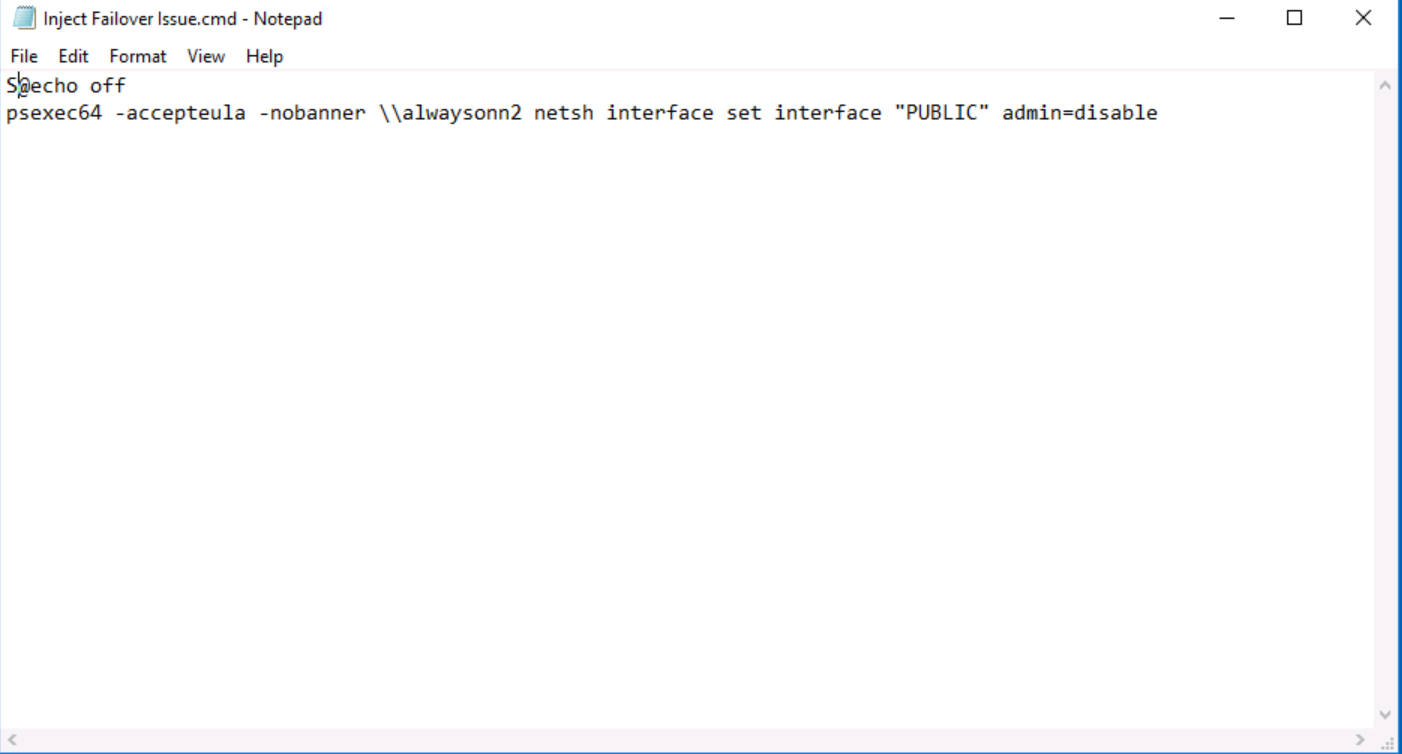 Inject Failover Issue.cmd - Notepad
File Edit Format View Help
S@echo off
psexec64 -accepteula -nobanner \\alwaysonn2 netsh interface set interface "PUBLIC" admin=disable